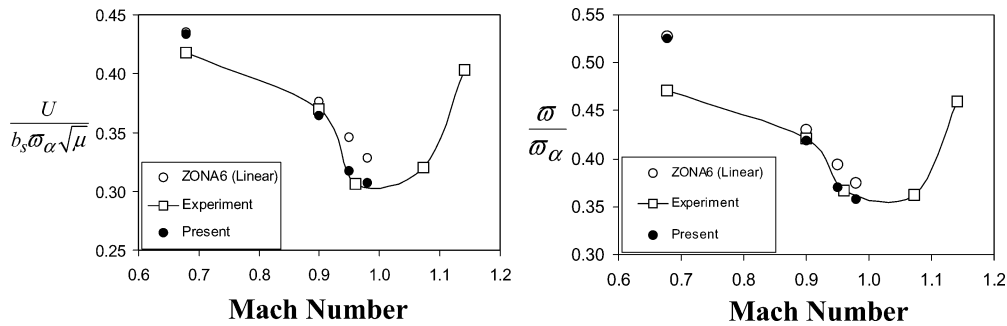 0.45
0.40
0.35
0.30
0.25
U
b_s ϖ_α √μ
ZONA6 (Linear)
Experiment
Present
0.6 0.7 0.8 0.9 1.0 1.1 1.2
Mach Number
0.55
0.50
0.45
0.40
0.35
0.30
ϖ
ϖ_α
ZONA6 (Linear)
Experiment
Present
0.6 0.7 0.8 0.9 1.0 1.1 1.2
Mach Number